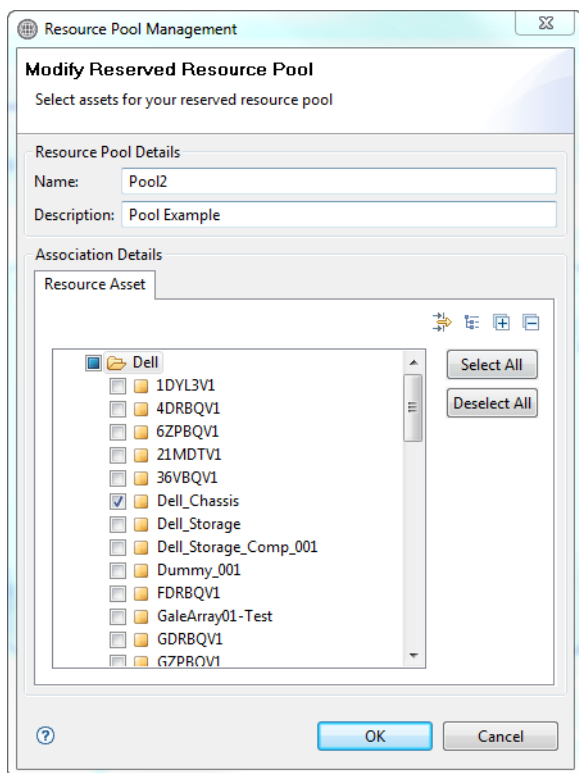 Resource Pool Management
Modify Reserved Resource Pool
Select assets for your reserved resource pool
Resource Pool Details
Name: Pool2
Description: Pool Example
Association Details
Resource Asset
Select All
Deselect All
Dell
1DYL3V1
4DRBQV1
6ZPBQV1
21MDTV1
36VBQV1
Dell_Chassis
Dell_Storage
Dell_Storage_Comp_001
Dummy_001
FDRBQV1
GaleArray01-Test
GDRBQV1
GZPBQV1
OK Cancel